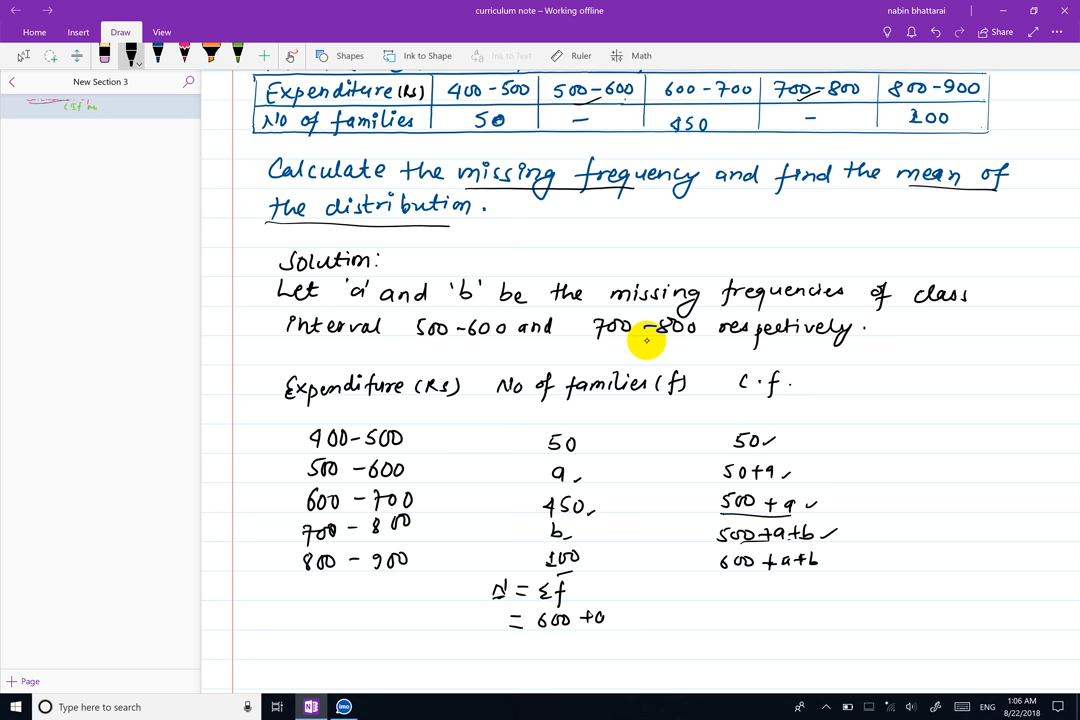 curriculum note – Working offline
nabin bhattarai
Home Insert Draw View
Share
Shapes Ink to Shape Ink to Text Ruler Math
New Section 3
Expenditure (RS) 400-500 500-600 600-700 700-800 800-900
No of families 50 - 450 - 100
Calculate the missing frequency and find the mean of
the distribution.
Solution:
Let 'a' and 'b' be the missing frequencies of class
interval 500-600 and 700-800 respectively.
Expenditure (RS) No of families (f) C.f.
400-500 50 50
500-600 a 50+a
600-700 450 500+a
700-800 b 500+a+b
800-900 100 600+a+b
N = Σf
= 600+a
Page
Type here to search
ENG
1:06 AM
8/22/2018